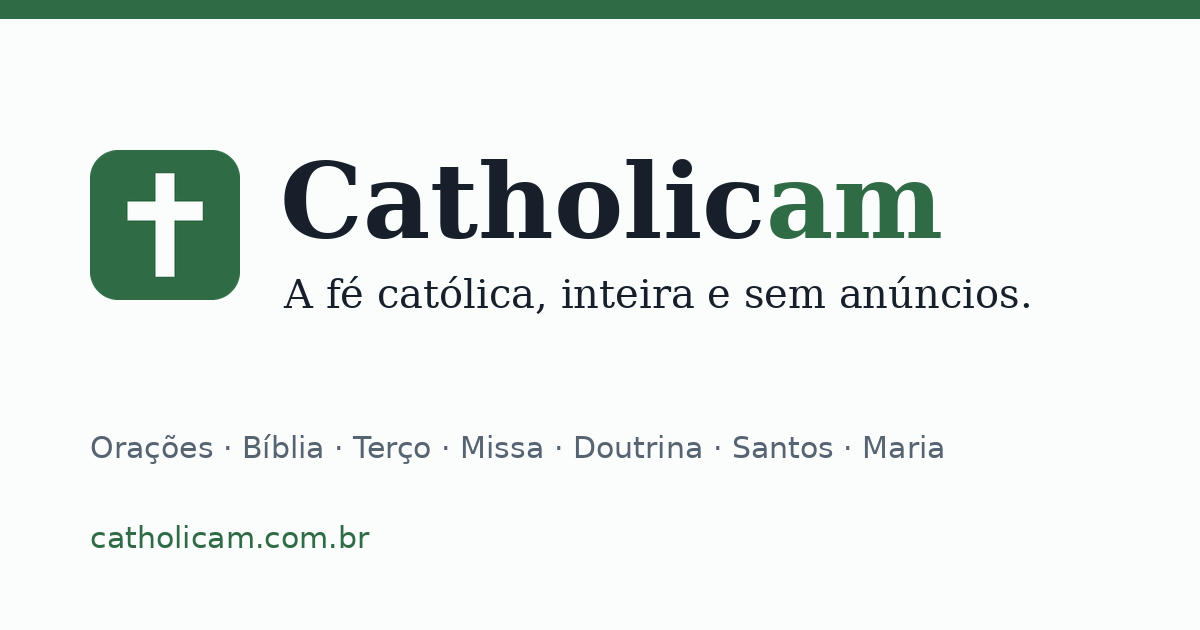 Catholicam
A fé católica, inteira e sem anúncios.
Orações · Bíblia · Terço · Missa · Doutrina · Santos · Maria
catholicam.com.br